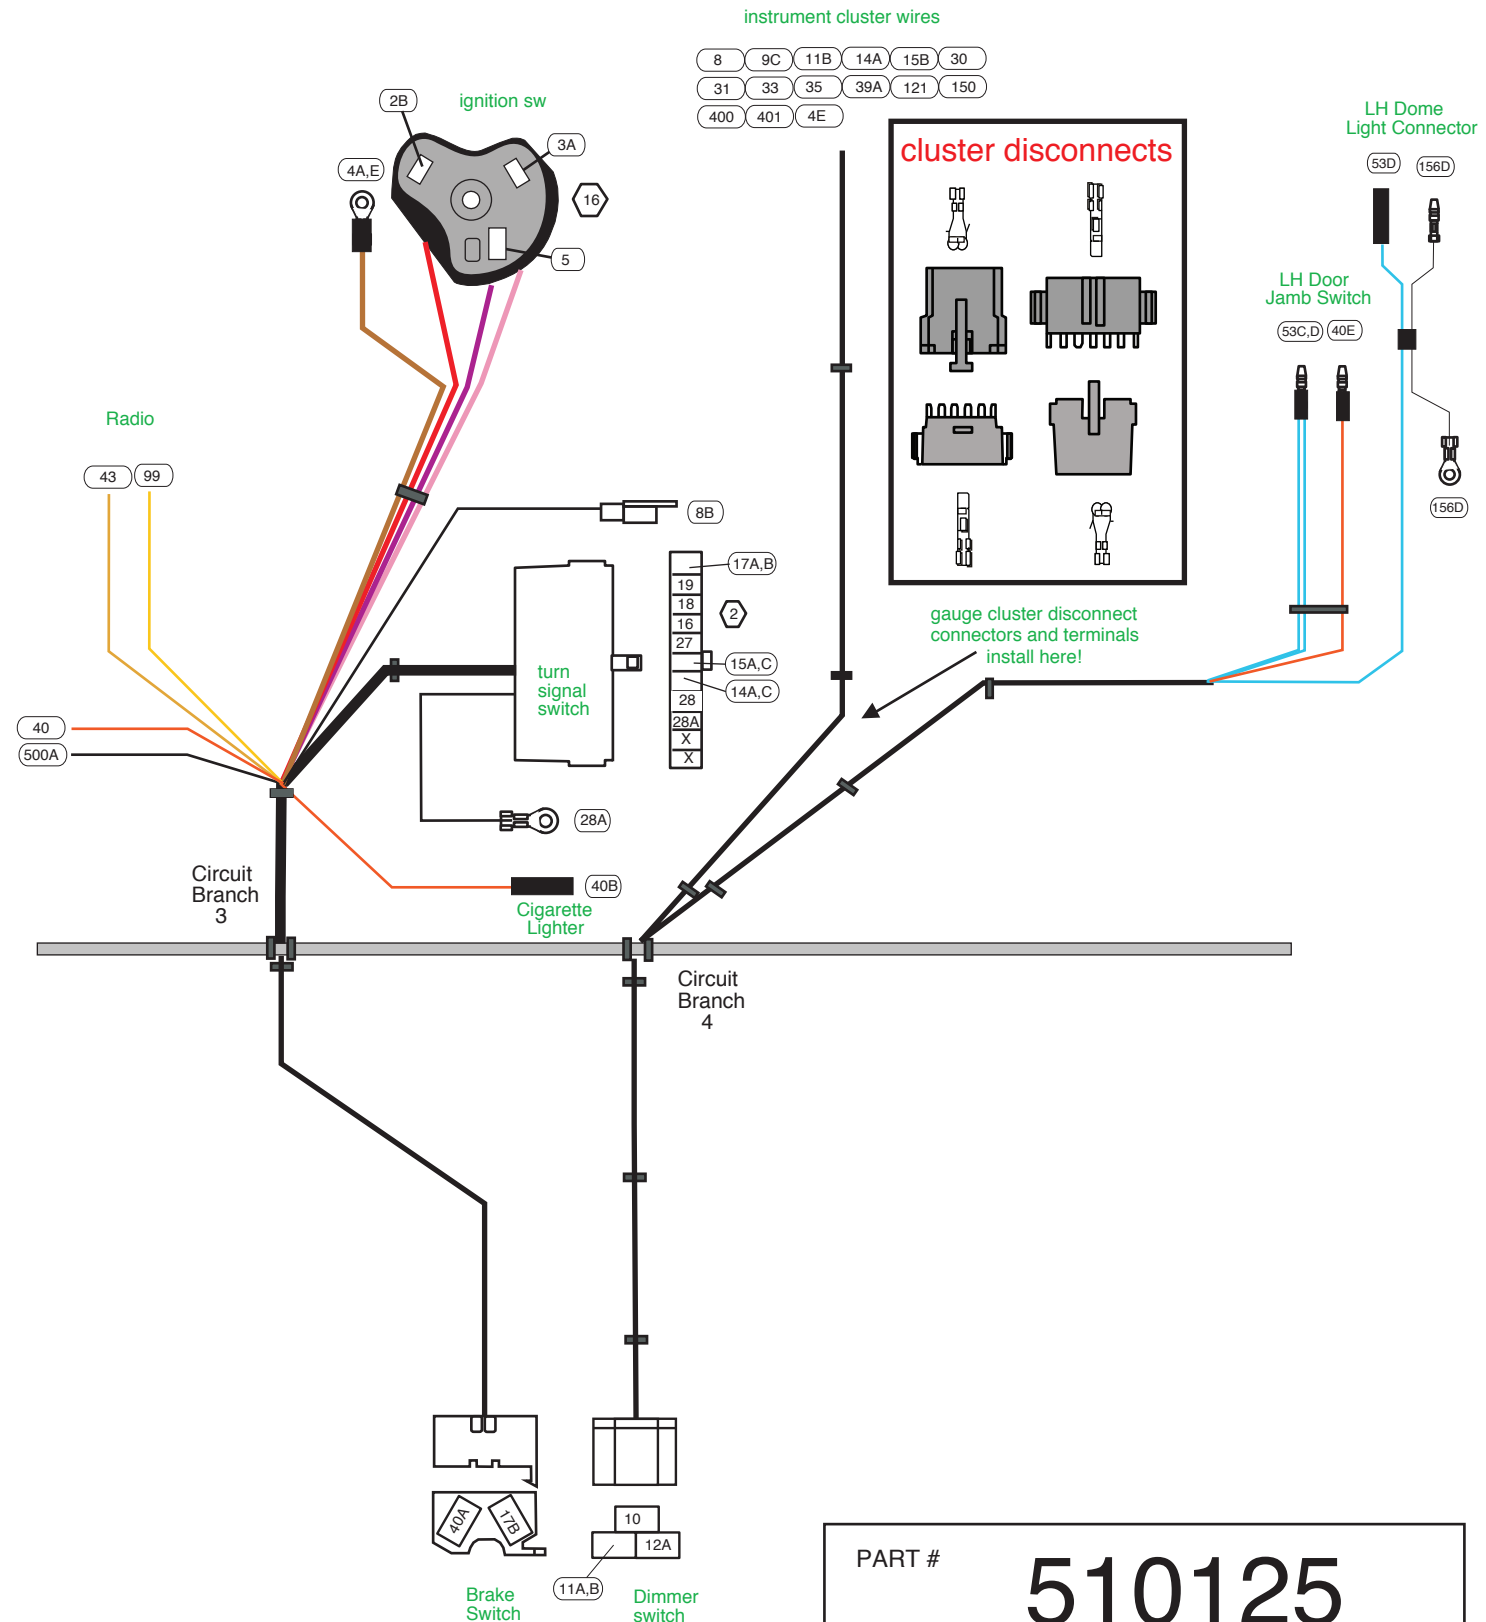 instrument cluster wires
8 9C 11B 14A 15B 30
31 33 35 39A 121 150
400 401 4E
ignition sw
2B
3A
4A,E
16
5
cluster disconnects
LH Dome
Light Connector
53D 156D
LH Door
Jamb Switch
53C,D 40E
156D
Radio
43 99
8B
17A,B
19
18
2
16
27
15A,C
14A,C
28
28A
X
X
turn
signal
switch
gauge cluster disconnect
connectors and terminals
install here!
40
500A
28A
Circuit
Branch
3
40B
Cigarette
Lighter
Circuit
Branch
4
40A 17B
10
12A
11A,B
Brake
Switch
Dimmer
switch
PART # 510125